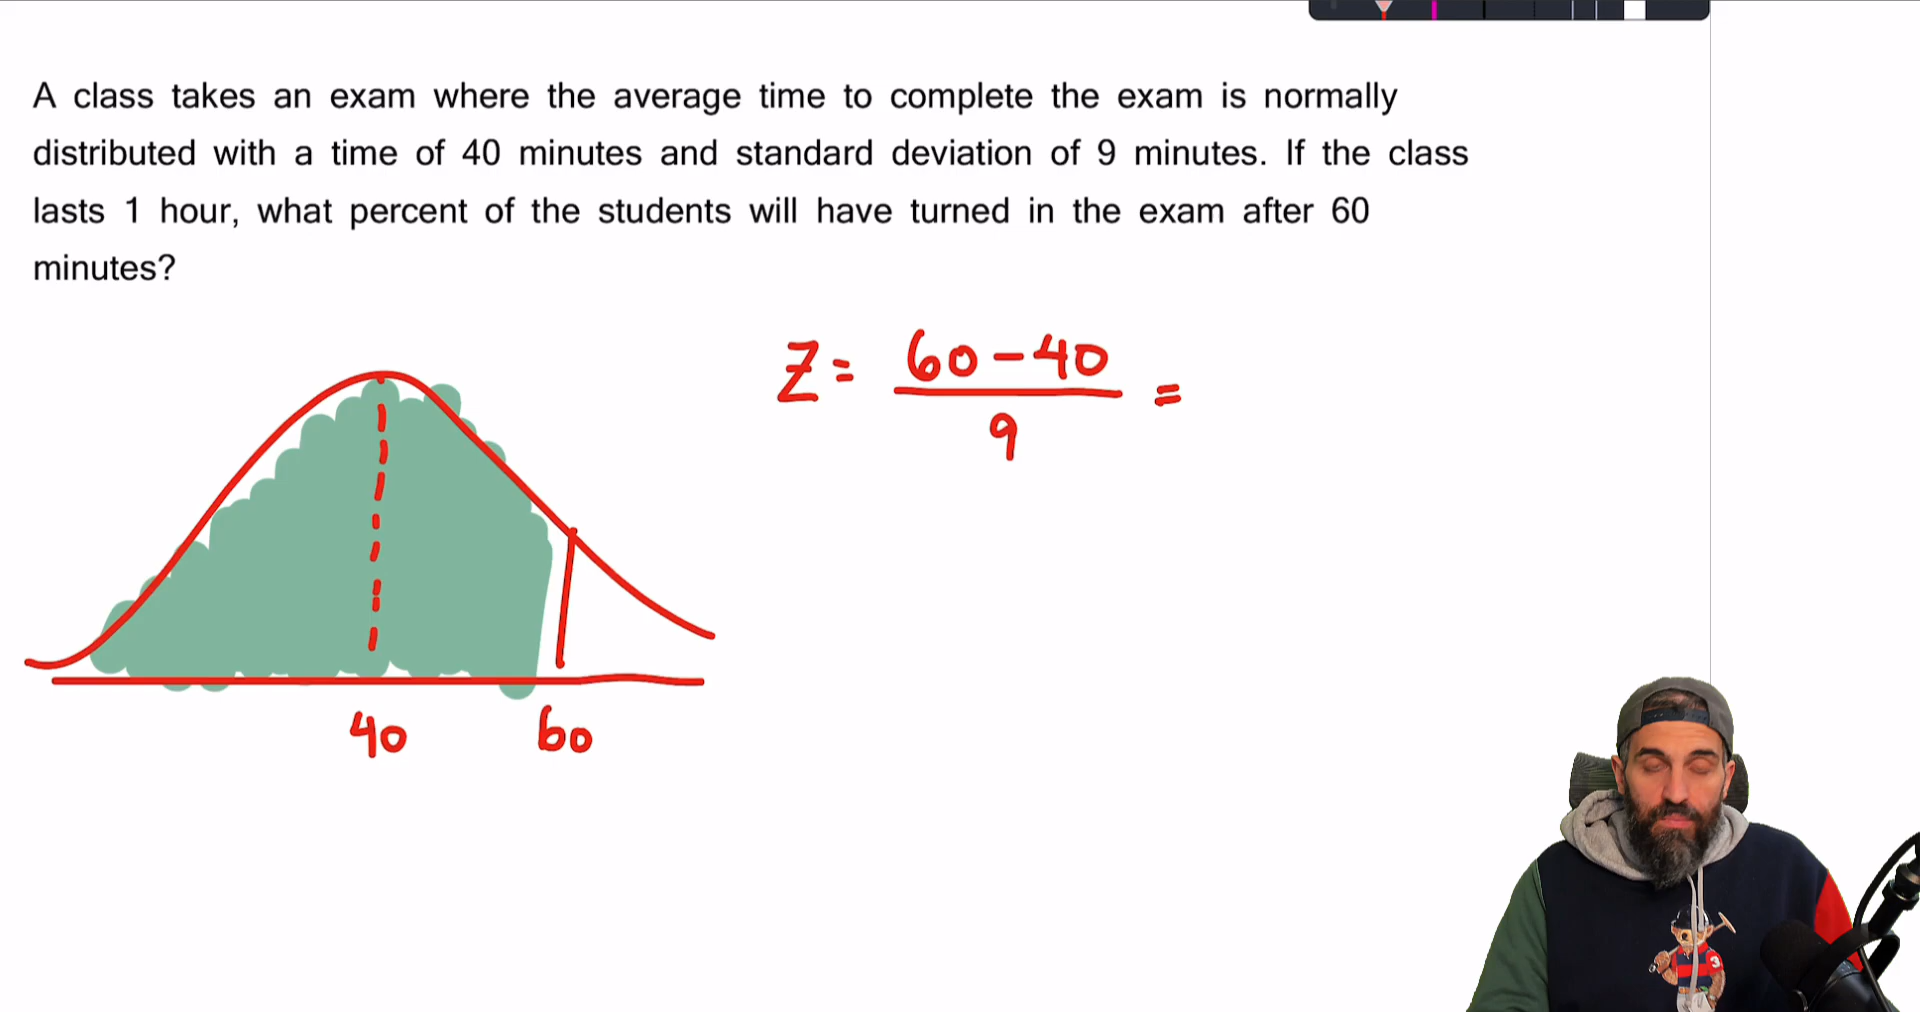 A class takes an exam where the average time to complete the exam is normally
distributed with a time of 40 minutes and standard deviation of 9 minutes. If the class
lasts 1 hour, what percent of the students will have turned in the exam after 60
minutes?
Z = 60 - 40 =
9
40 60
3